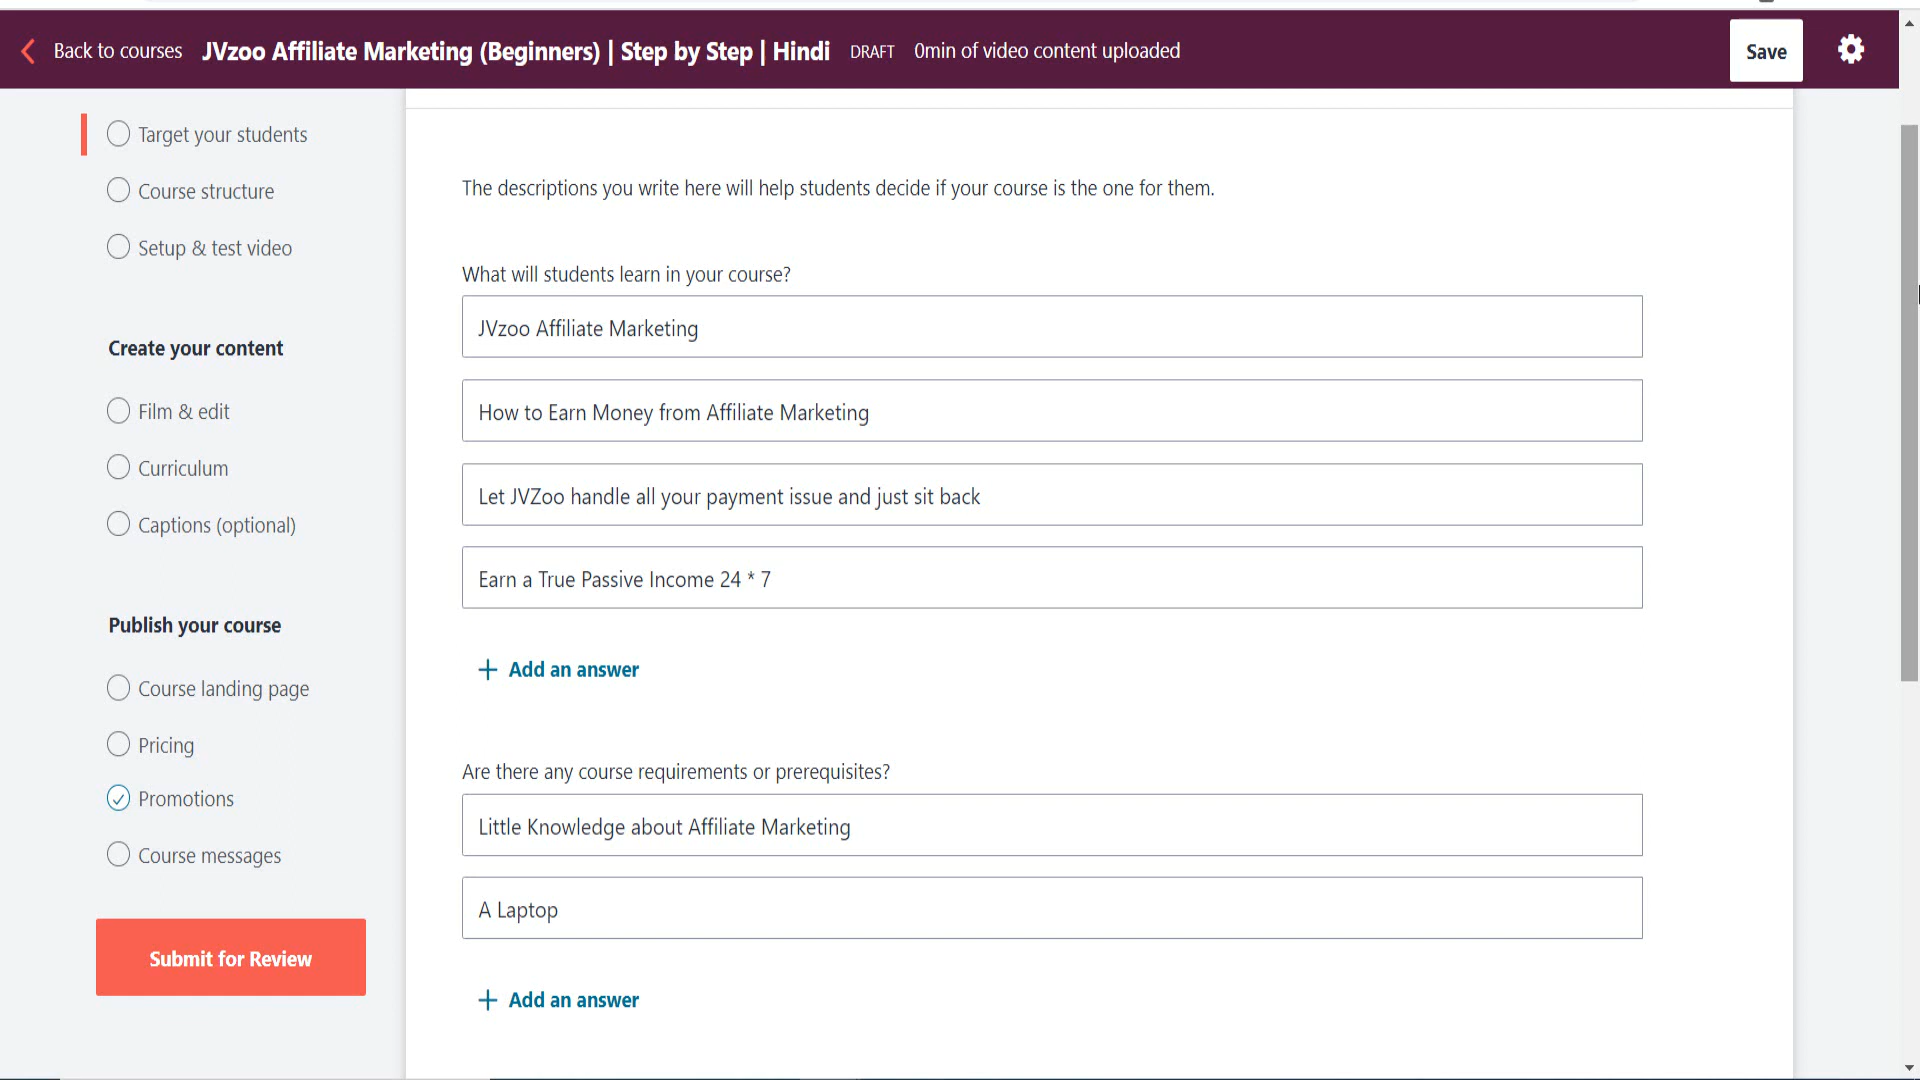 Back to courses JVzoo Affiliate Marketing (Beginners) | Step by Step | Hindi DRAFT 0min of video content uploaded Save
Target your students
Course structure
Setup & test video
Create your content
Film & edit
Curriculum
Captions (optional)
Publish your course
Course landing page
Pricing
Promotions
Course messages
Submit for Review
The descriptions you write here will help students decide if your course is the one for them.
What will students learn in your course?
JVzoo Affiliate Marketing
How to Earn Money from Affiliate Marketing
Let JVZoo handle all your payment issue and just sit back
Earn a True Passive Income 24 * 7
+ Add an answer
Are there any course requirements or prerequisites?
Little Knowledge about Affiliate Marketing
A Laptop
+ Add an answer